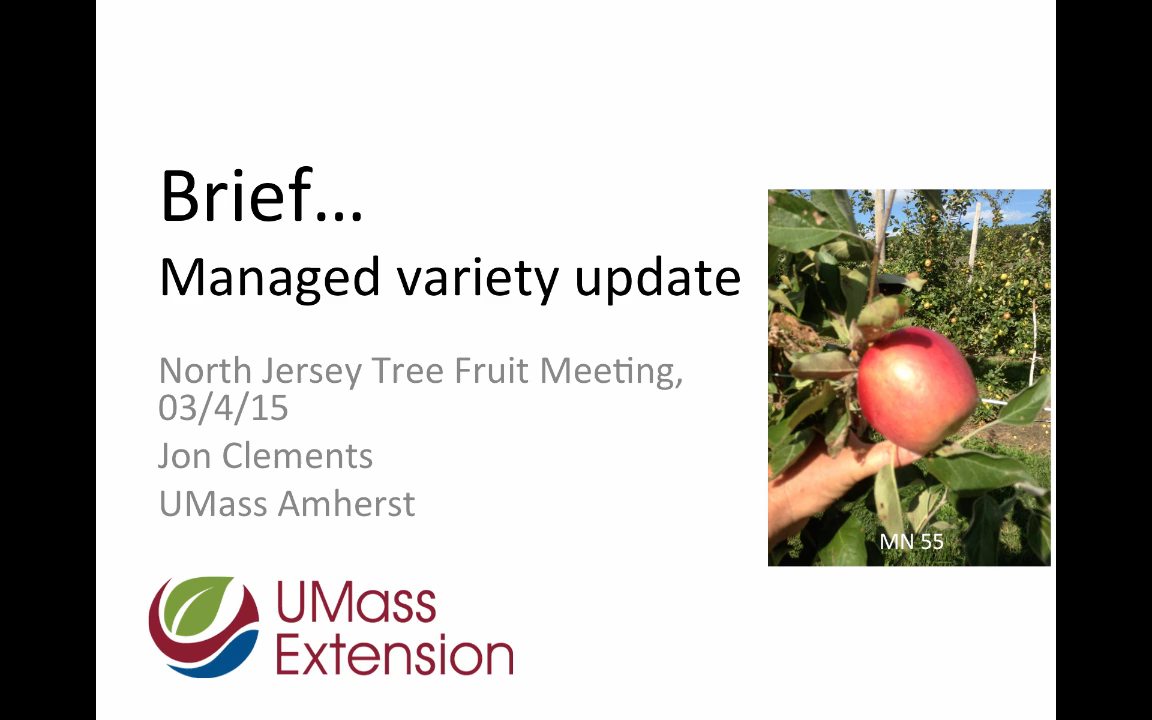 Brief...
Managed variety update
North Jersey Tree Fruit Meeting,
03/4/15
Jon Clements
UMass Amherst
MN 55
UMass
Extension